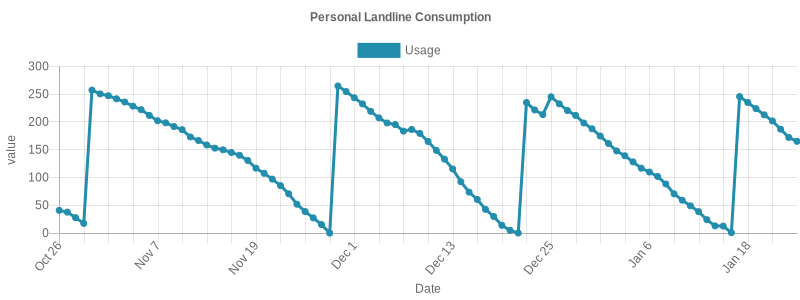 Personal Landline Consumption
Usage
300
250
200
150
100
50
0
value
Oct 26
Nov 7
Nov 19
Dec 1
Dec 13
Dec 25
Jan 6
Jan 18
Date